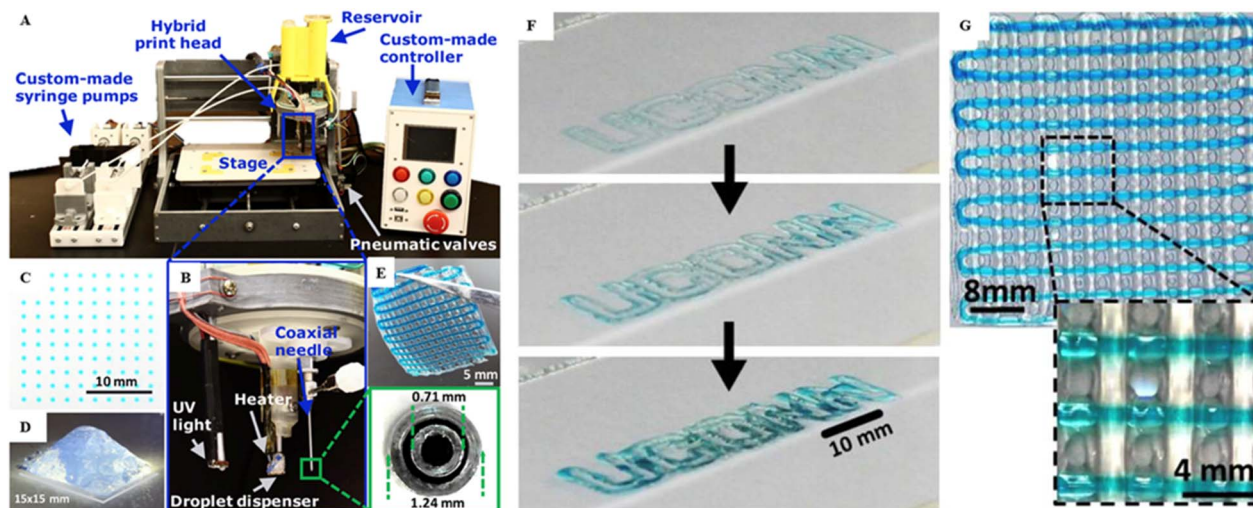 A
Hybrid
print head
Reservoir
Custom-made
controller
Custom-made
syringe pumps
Stage
Pneumatic valves
C
10 mm
D
15x15 mm
B
Coaxial
needle
UV
light
Heater
Droplet dispenser
E
5 mm
0.71 mm
1.24 mm
F
UCONN
UCONN
UCONN
10 mm
G
8mm
4 mm